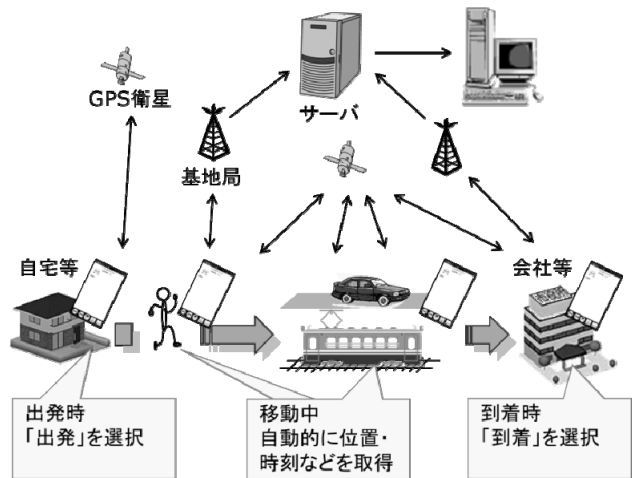 GPS衛星
サーバ
基地局
自宅等
会社等
出発時
「出発」を選択
移動中
自動的に位置・
時刻などを取得
到着時
「到着」を選択